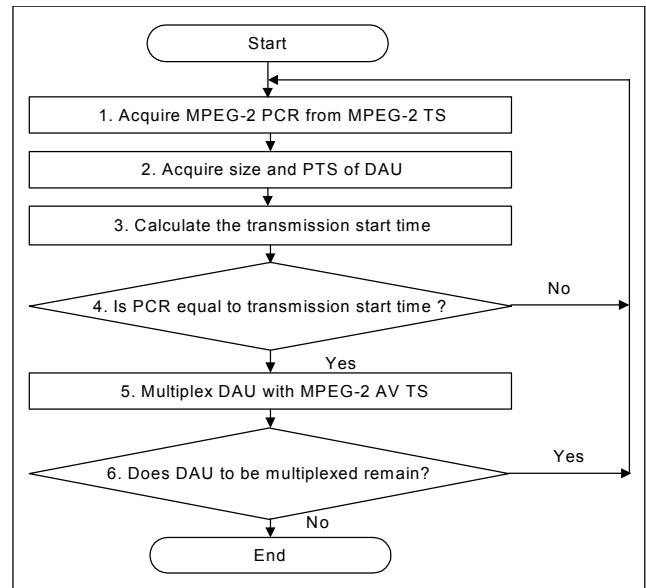 Start
1. Acquire MPEG-2 PCR from MPEG-2 TS
2. Acquire size and PTS of DAU
3. Calculate the transmission start time
4. Is PCR equal to transmission start time ?
No
Yes
5. Multiplex DAU with MPEG-2 AV TS
6. Does DAU to be multiplexed remain?
Yes
No
End